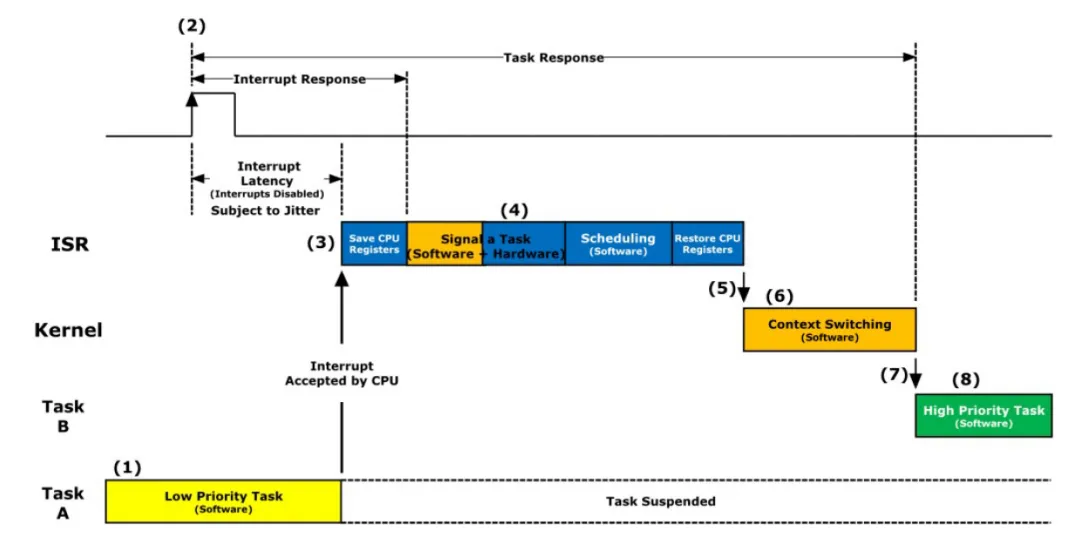 (2)
Task Response
Interrupt Response
Interrupt
Latency
(Interrupts Disabled)
Subject to Jitter
ISR
(3)
Save CPU
Registers
(4)
Signal a Task
(Software + Hardware)
Scheduling
(Software)
Restore CPU
Registers
(5)
(6)
Kernel
Context Switching
(Software)
Interrupt
Accepted by CPU
(7)
(8)
Task
B
High Priority Task
(Software)
(1)
Task
A
Low Priority Task
(Software)
Task Suspended